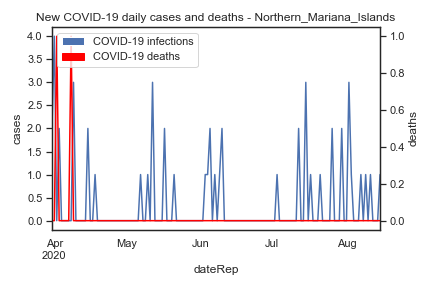 New COVID-19 daily cases and deaths - Northern_Mariana_Islands
COVID-19 infections
COVID-19 deaths
4.0
3.5
3.0
2.5
2.0
1.5
1.0
0.5
0.0
cases
1.0
0.8
0.6
0.4
0.2
0.0
deaths
Apr
2020
May
Jun
Jul
Aug
dateRep